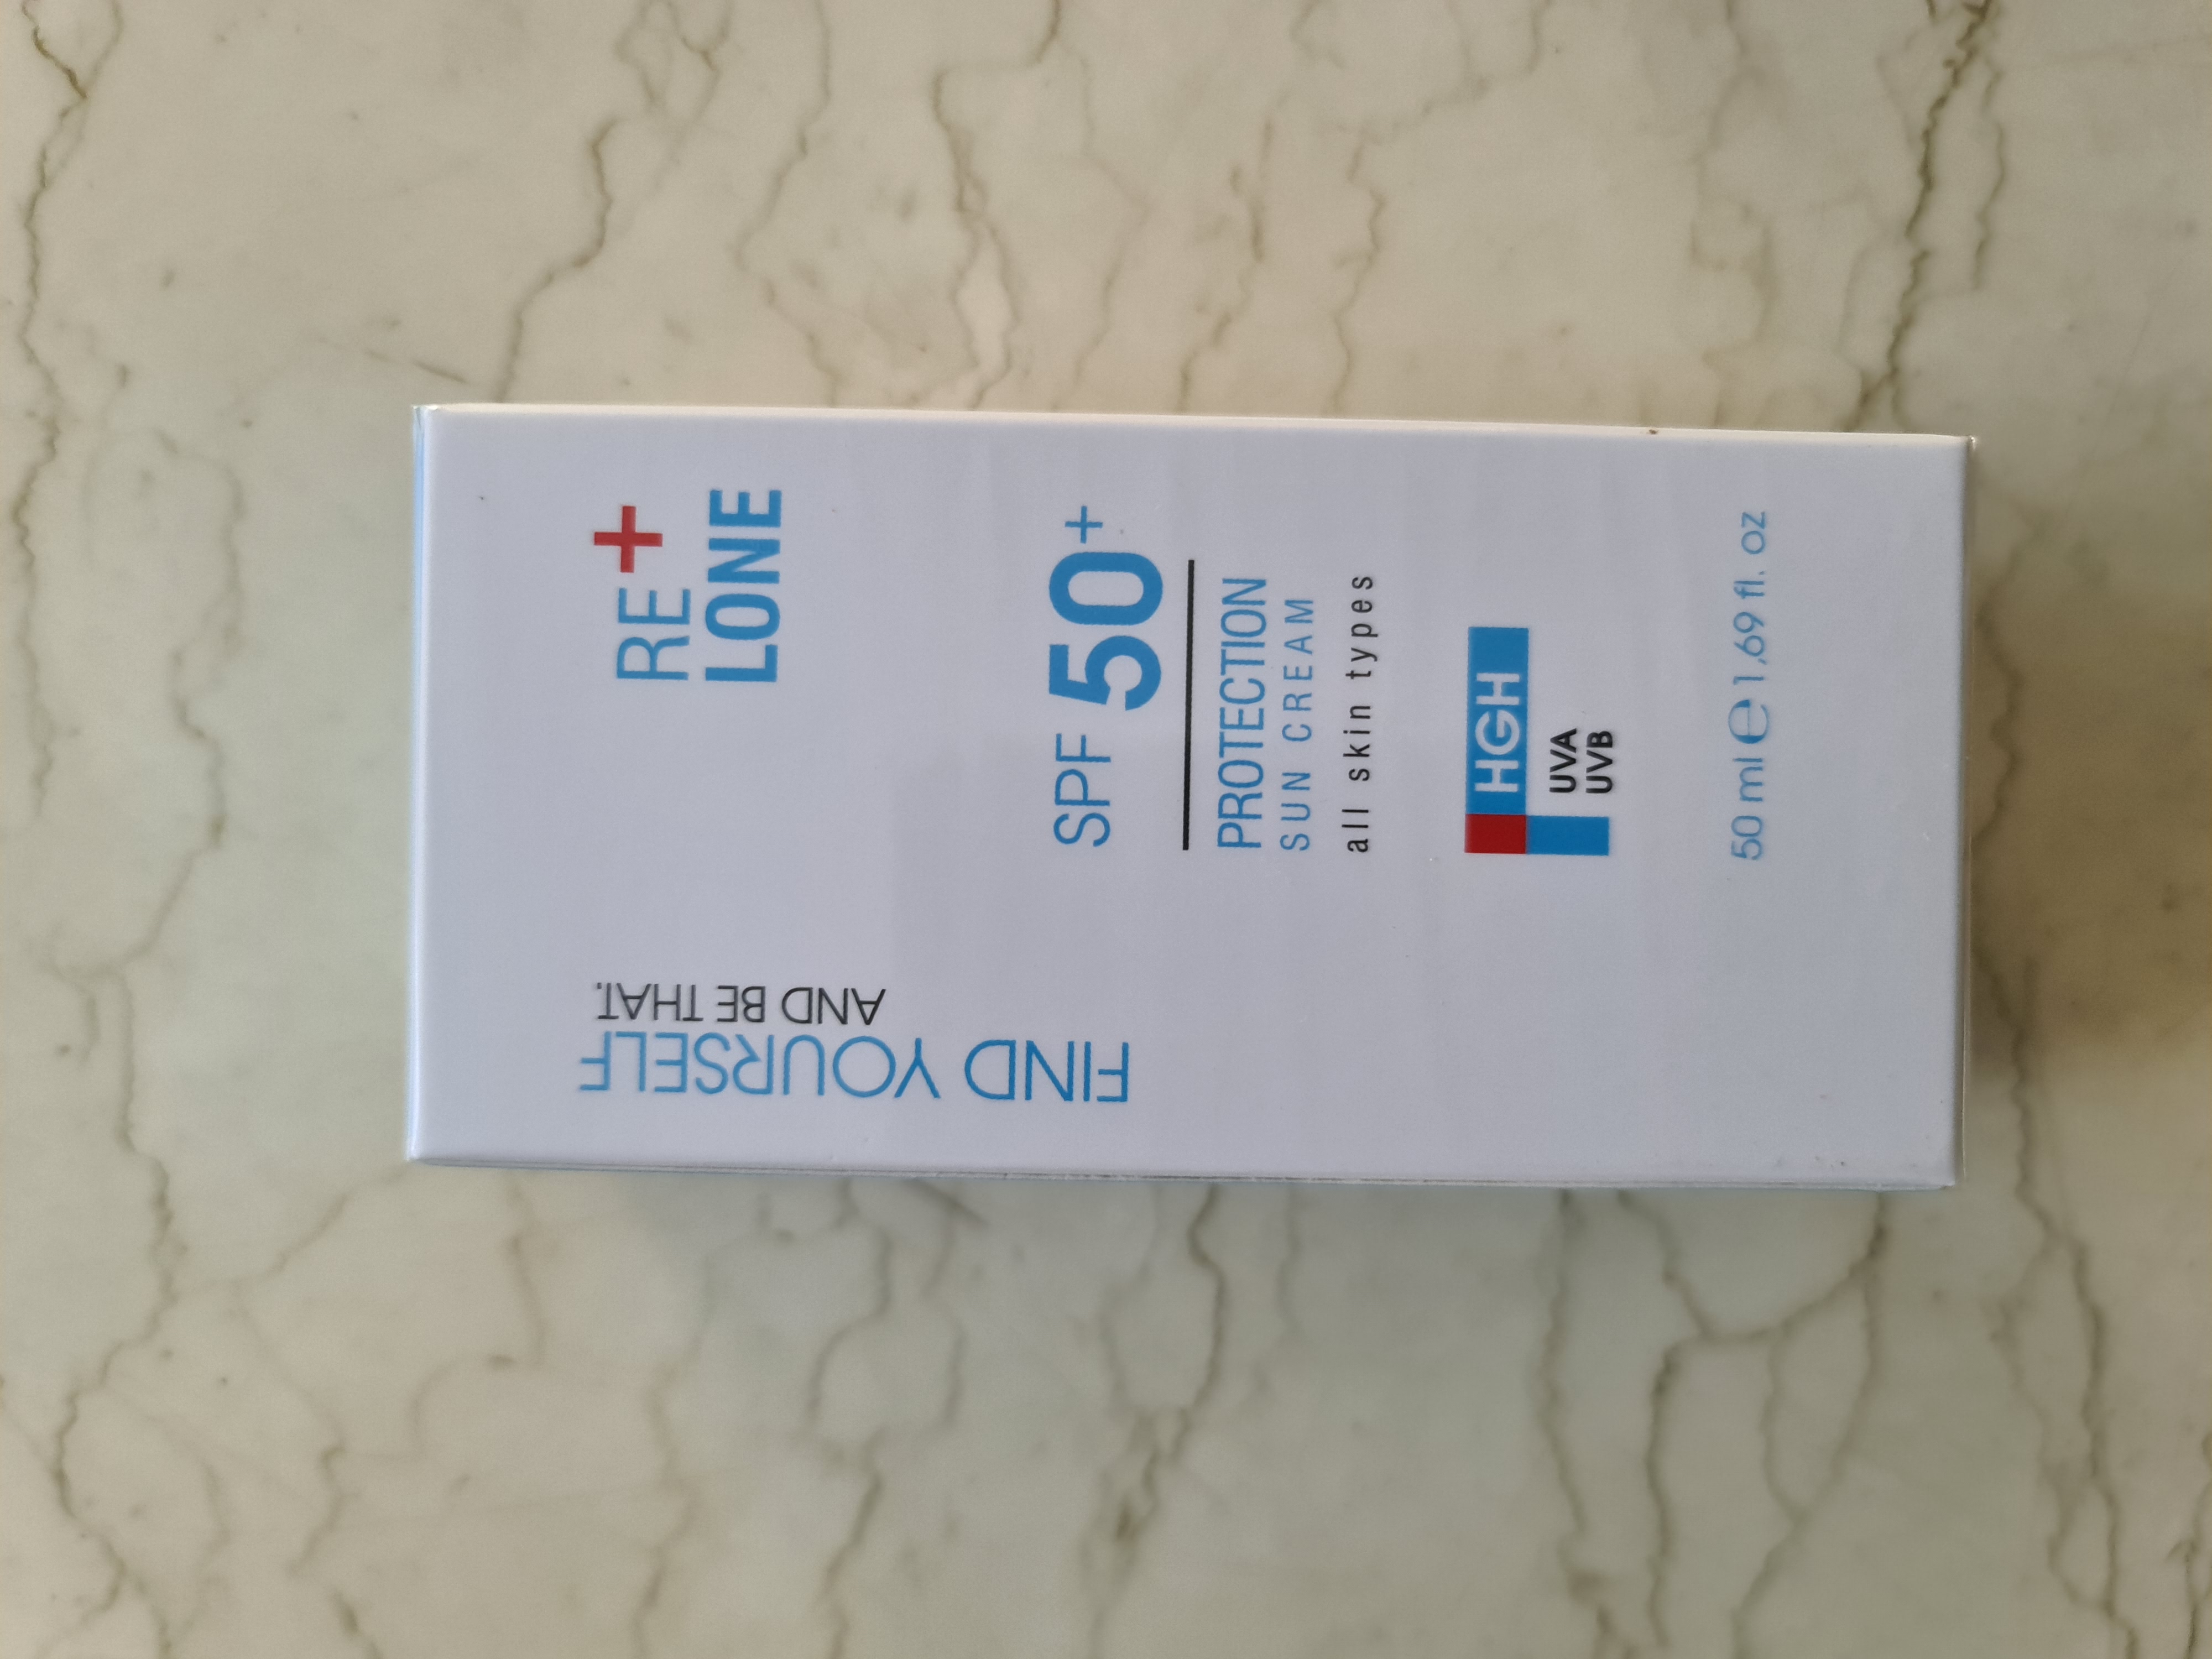 RE+
LONE
SPF 50+
PROTECTION
SUN CREAM
all skin types
HGH
UVA
UVB
50 ml ℮ 1,69 fl. oz
FIND YOURSELF
AND BE THAT.